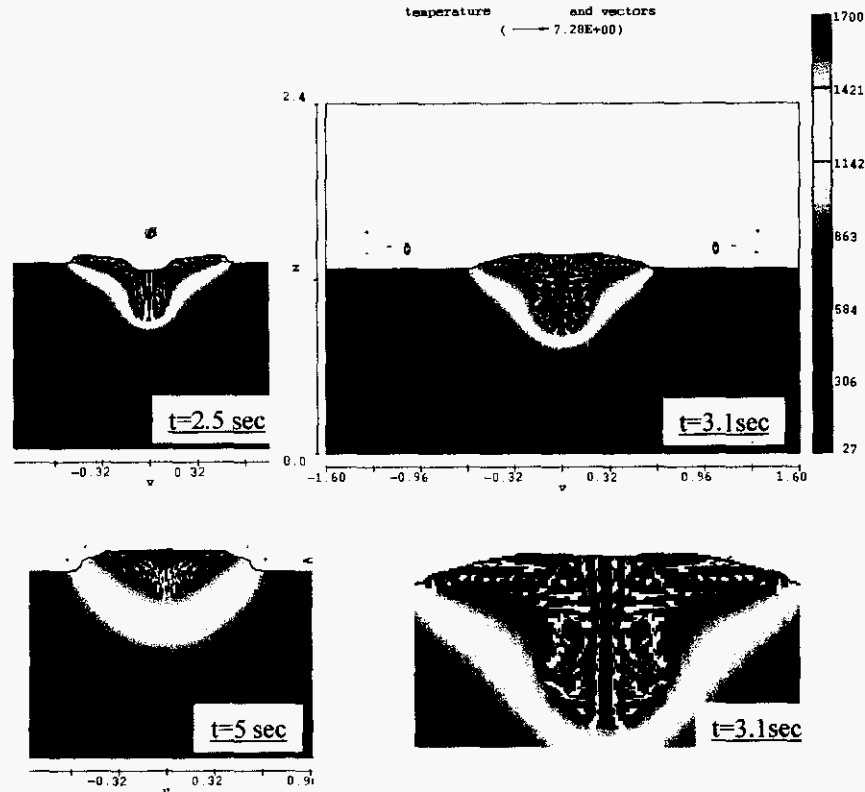 temperature and vectors
( → 7.28E+00)
1700
1421
1142
863
584
306
27
2.4
z
0.0
t=2.5 sec
t=3.1sec
-0.32 0.32
y
-1.60 -0.96 -0.32 0.32 0.96 1.60
y
t=5 sec
t=3.1sec
-0.32 0.32 0.9